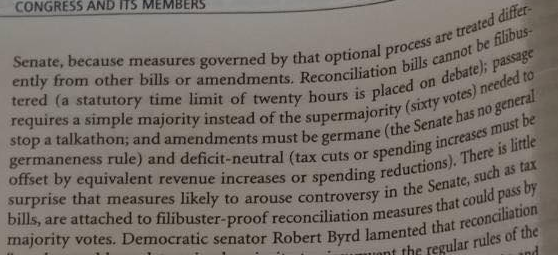 CONGRESS AND ITS MEMBERS
Senate, because measures governed by that optional process are treated differ-
ently from other bills or amendments. Reconciliation bills cannot be filibus-
tered (a statutory time limit of twenty hours is placed on debate); passage
requires a simple majority instead of the supermajority (sixty votes) needed to
stop a talkathon; and amendments must be germane (the Senate has no general
germaneness rule) and deficit-neutral (tax cuts or spending increases must be
offset by equivalent revenue increases or spending reductions). There is little
surprise that measures likely to arouse controversy in the Senate, such as tax
bills, are attached to filibuster-proof reconciliation measures that could pass by
majority votes. Democratic senator Robert Byrd lamented that reconciliation
the regular rules of the
and